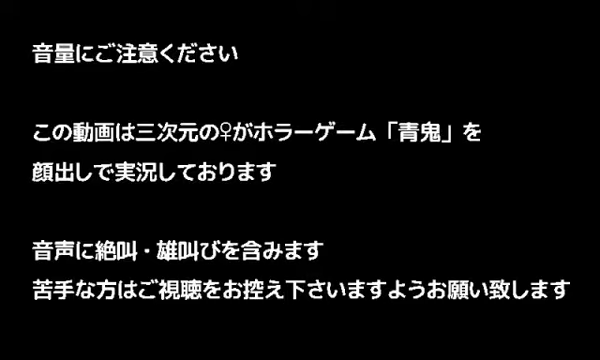 音量にご注意ください
この動画は三次元の♀がホラーゲーム「青鬼」を
顔出しで実況しております
音声に絶叫・雄叫びを含みます
苦手な方はご視聴をお控え下さいますようお願い致します